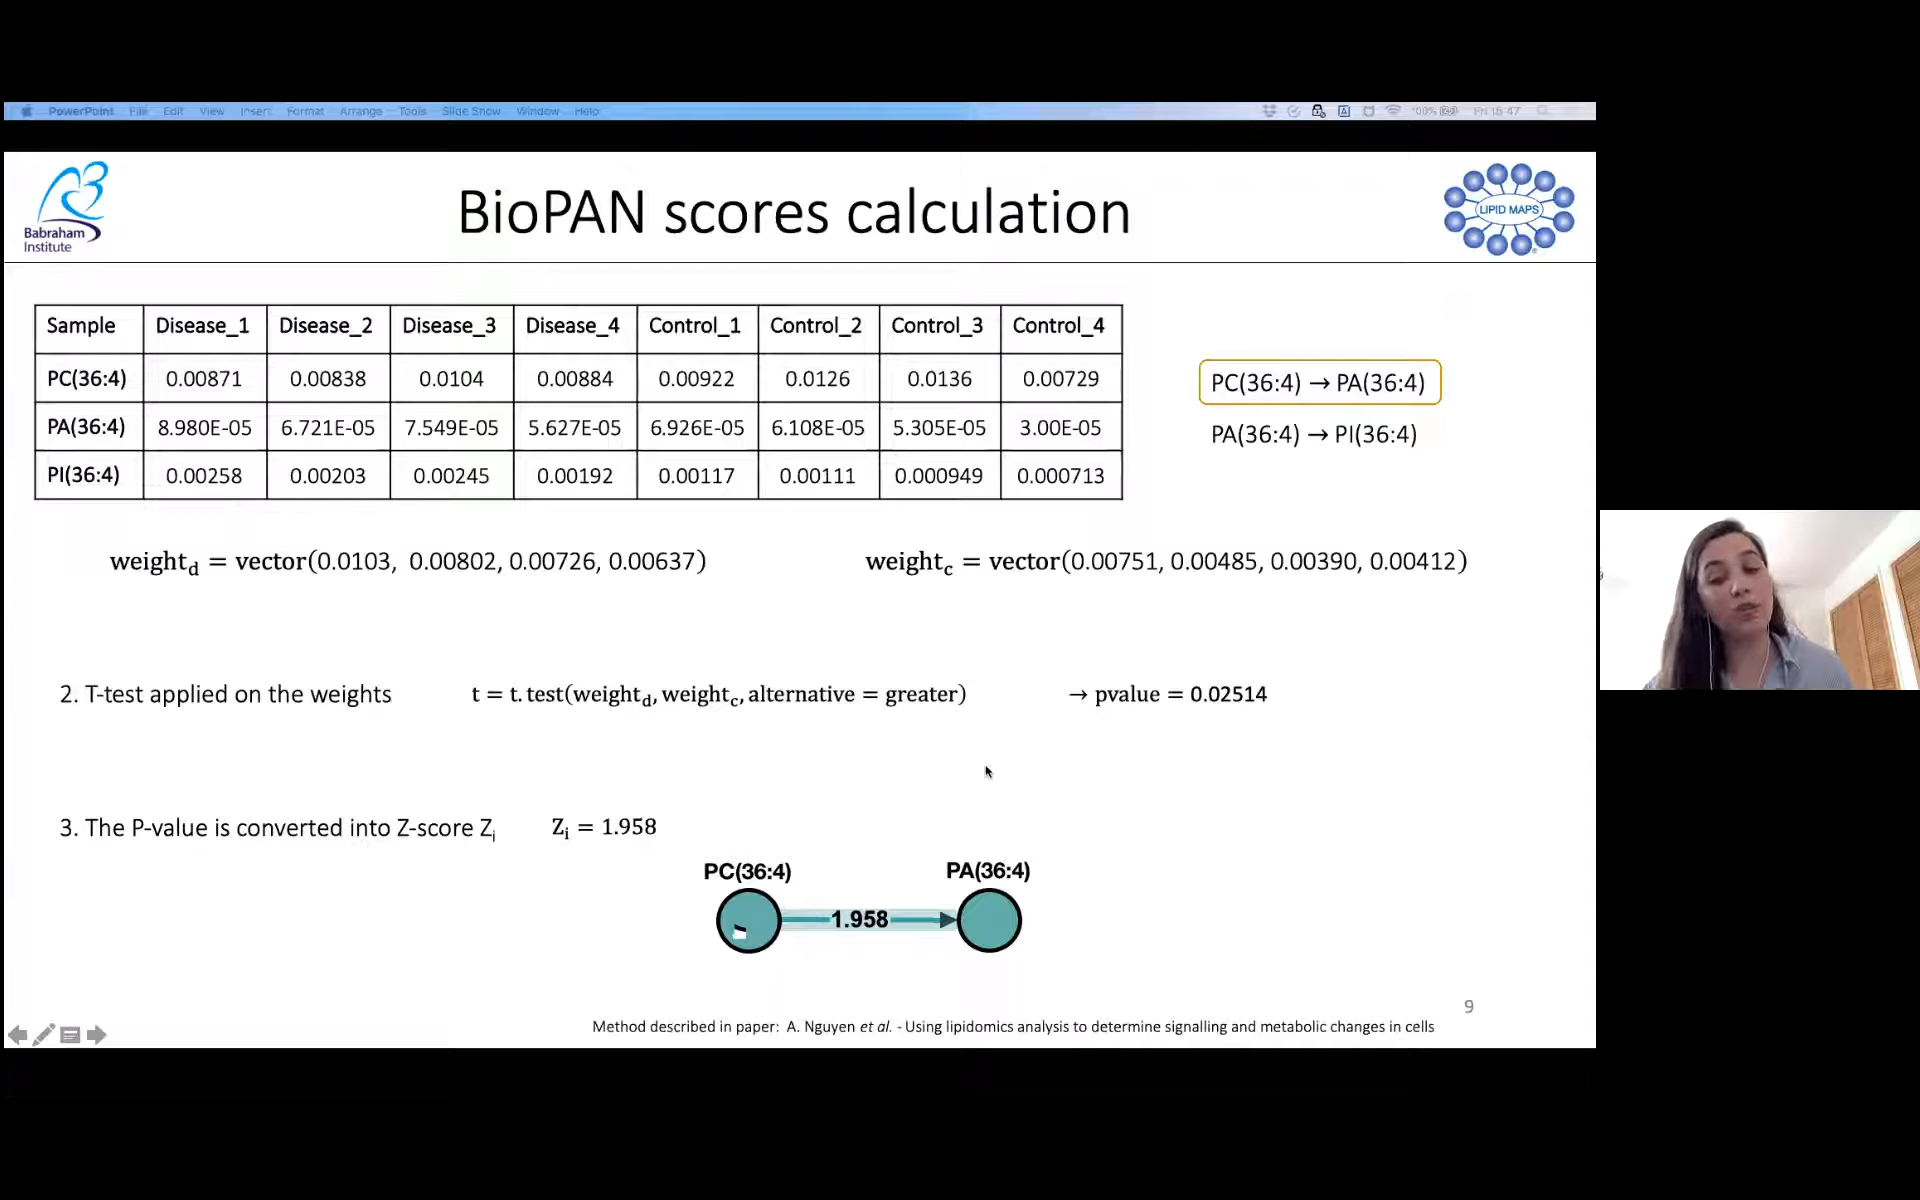 PowerPoint File Edit View Insert Format Arrange Tools Slide Show Window Help 100% Fri 15:47
Babraham
Institute
BioPAN scores calculation
LIPID MAPS
Sample Disease_1 Disease_2 Disease_3 Disease_4 Control_1 Control_2 Control_3 Control_4
PC(36:4) 0.00871 0.00838 0.0104 0.00884 0.00922 0.0126 0.0136 0.00729
PA(36:4) 8.980E-05 6.721E-05 7.549E-05 5.627E-05 6.926E-05 6.108E-05 5.305E-05 3.00E-05
PI(36:4) 0.00258 0.00203 0.00245 0.00192 0.00117 0.00111 0.000949 0.000713
PC(36:4) → PA(36:4)
PA(36:4) → PI(36:4)
weight_d = vector(0.0103, 0.00802, 0.00726, 0.00637) weight_c = vector(0.00751, 0.00485, 0.00390, 0.00412)
2. T-test applied on the weights t = t. test(weight_d, weight_c, alternative = greater) → pvalue = 0.02514
3. The P-value is converted into Z-score Z_i Z_i = 1.958
PC(36:4) PA(36:4)
1.958
9
Method described in paper: A. Nguyen et al. - Using lipidomics analysis to determine signalling and metabolic changes in cells